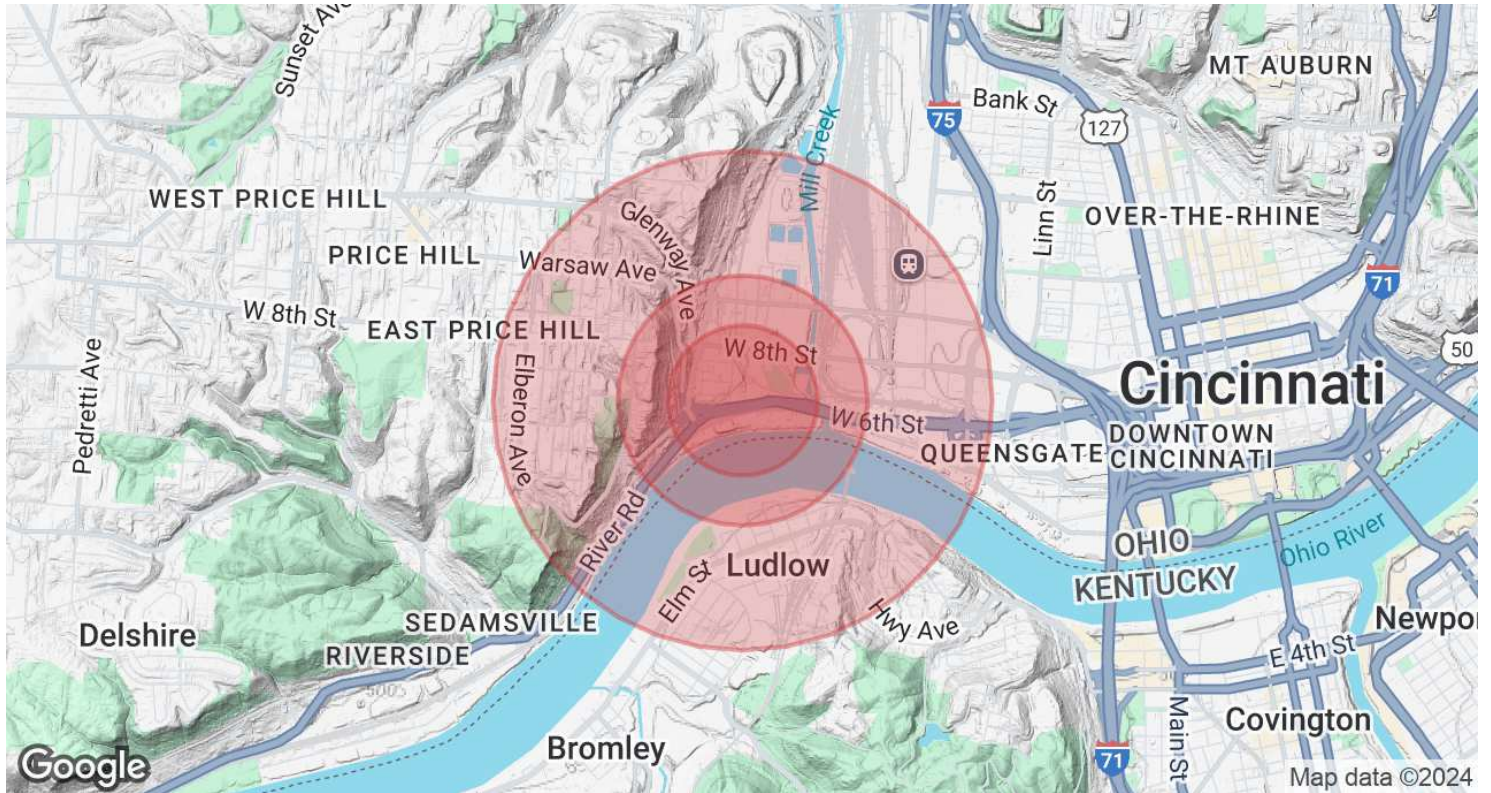 Sunset Ave
MT AUBURN
Bank St
75
127
Mill Creek
WEST PRICE HILL
Glenway Ave
Linn St
OVER-THE-RHINE
PRICE HILL
Warsaw Ave
71
W 8th St
EAST PRICE HILL
W 8th St
50
Pedretti Ave
Elberon Ave
Cincinnati
W 6th St
QUEENSGATE
DOWNTOWN
CINCINNATI
River Rd
OHIO
Ohio River
KENTUCKY
Ludlow
Elm St
Hwy Ave
SEDAMSVILLE
Delshire
RIVERSIDE
Newpor
E 4th St
Main St
Covington
Bromley
71
Google
Map data ©2024